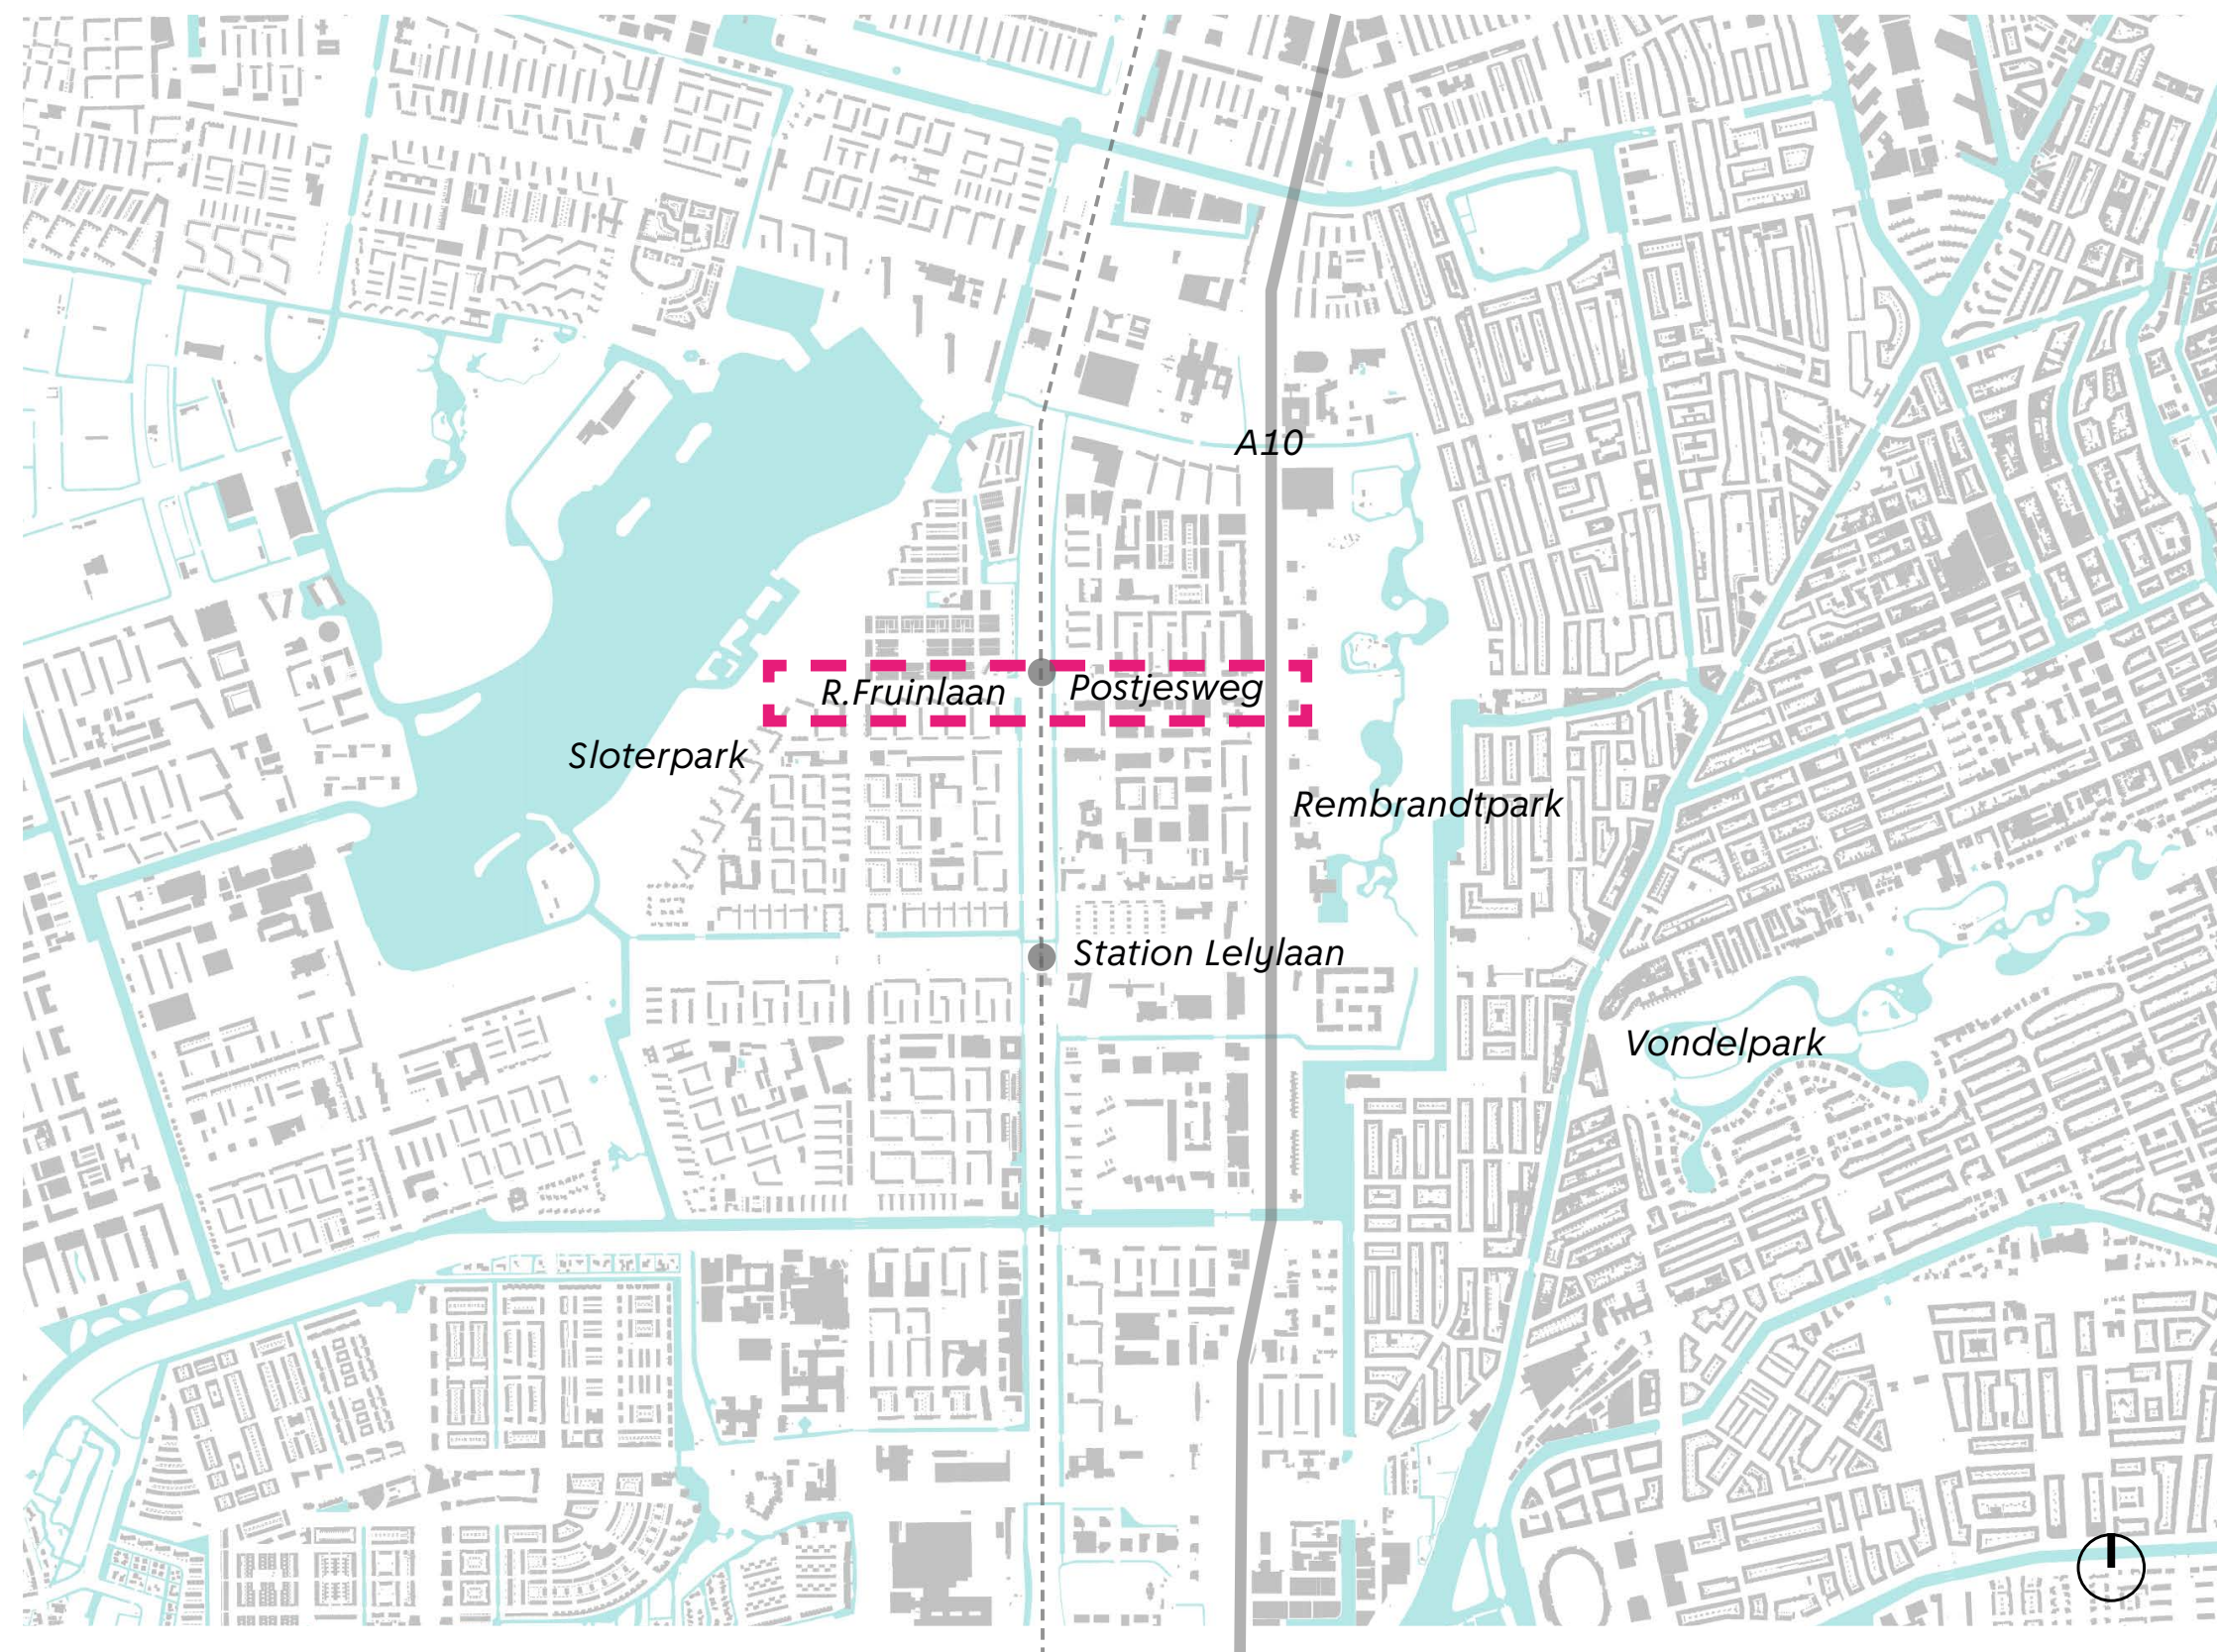 A10
R.Fruinlaan
Postjesweg
Sloterpark
Rembrandtpark
Station Lelylaan
Vondelpark